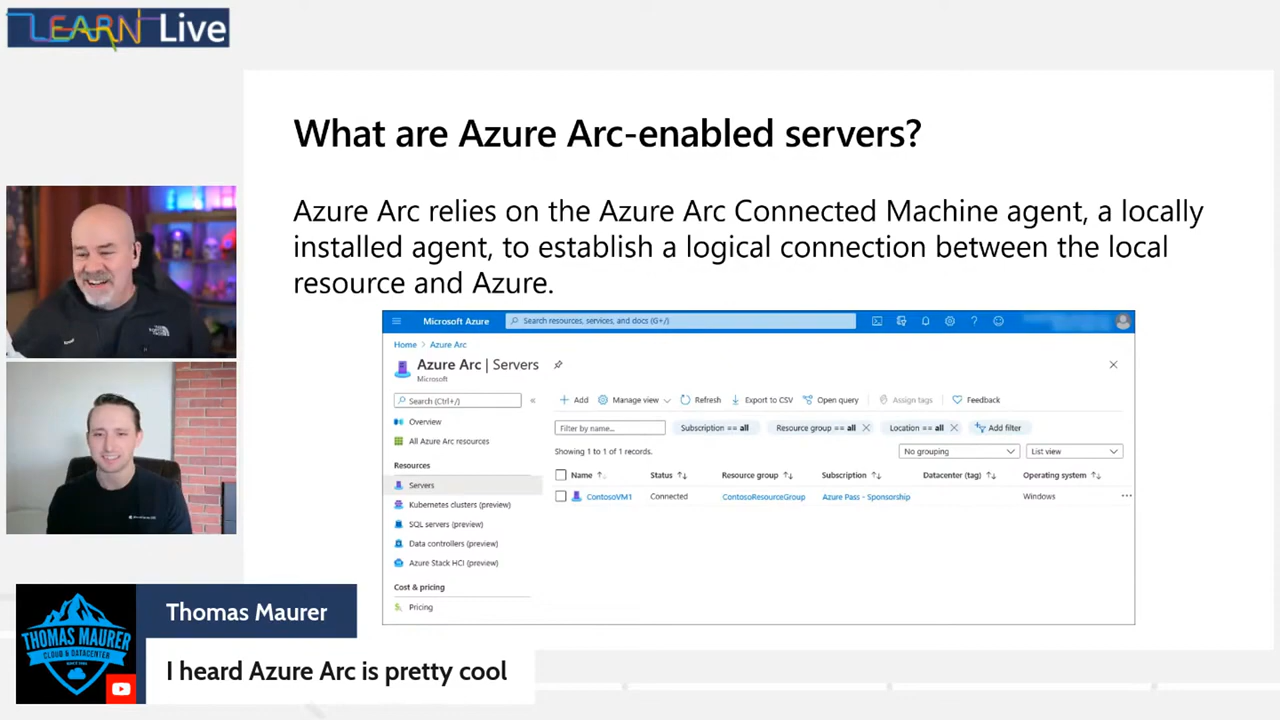 LEARN Live
What are Azure Arc-enabled servers?
Azure Arc relies on the Azure Arc Connected Machine agent, a locally
installed agent, to establish a logical connection between the local
resource and Azure.
Microsoft Azure
Search resources, services, and docs (G+/)
Home > Azure Arc
Azure Arc | Servers
Microsoft
Search (Ctrl+/)
«
Overview
All Azure Arc resources
Resources
Servers
Kubernetes clusters (preview)
SQL servers (preview)
Data controllers (preview)
Azure Stack HCI (preview)
Cost & pricing
Pricing
Add Manage view Refresh Export to CSV Open query Assign tags Feedback
Filter by name... Subscription == all Resource group == all Location == all Add filter
Showing 1 to 1 of 1 records.
No grouping List view
Name Status Resource group Subscription Datacenter (tag) Operating system
ContosoVM1 Connected ContosoResourceGroup Azure Pass - Sponsorship Windows
THOMAS MAURER
CLOUD & DATACENTER
Thomas Maurer
I heard Azure Arc is pretty cool